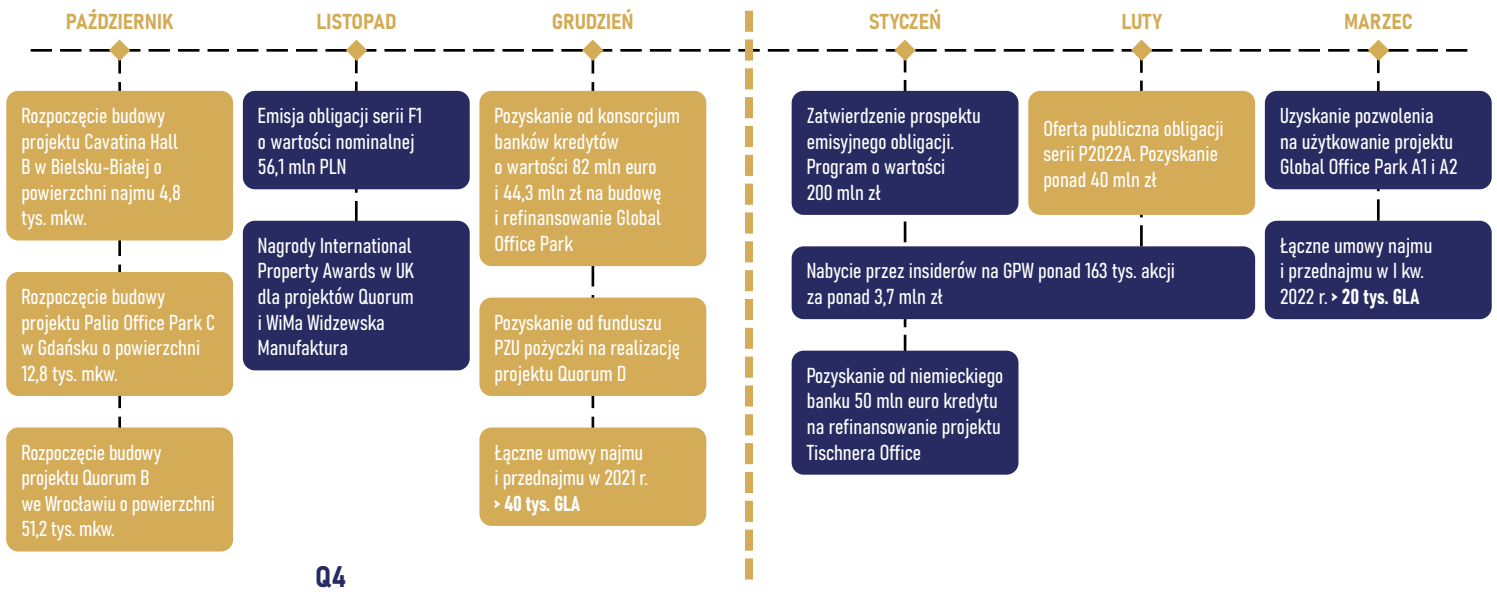 PAŹDZIERNIK
Rozpoczęcie budowy
projektu Cavatina Hall
B w Bielsku-Białej o
powierzchni najmu 4,8
tys. mkw.
Rozpoczęcie budowy
projektu Palio Office Park C
w Gdańsku o powierzchni
12,8 tys. mkw.
Rozpoczęcie budowy
projektu Quorum B
we Wrocławiu o powierzchni
51,2 tys. mkw.
LISTOPAD
Emisja obligacji serii F1
o wartości nominalnej
56,1 mln PLN
Nagrody International
Property Awards w UK
dla projektów Quorum
i WiMa Widzewska
Manufaktura
GRUDZIEŃ
Pozyskanie od konsorcjum
banków kredytów
o wartości 82 mln euro
i 44,3 mln zł na budowę
i refinansowanie Global
Office Park
Pozyskanie od funduszu
PZU pożyczki na realizację
projektu Quorum D
Łączne umowy najmu
i przednajmu w 2021 r.
> 40 tys. GLA
Q4
STYCZEŃ
Zatwierdzenie prospektu
emisyjnego obligacji.
Program o wartości
200 mln zł
LUTY
Oferta publiczna obligacji
serii P2022A. Pozyskanie
ponad 40 mln zł
Nabycie przez insiderów na GPW ponad 163 tys. akcji
za ponad 3,7 mln zł
Pozyskanie od niemieckiego
banku 50 mln euro kredytu
na refinansowanie projektu
Tischnera Office
MARZEC
Uzyskanie pozwolenia
na użytkowanie projektu
Global Office Park A1 i A2
Łączne umowy najmu
i przednajmu w I kw.
2022 r. > 20 tys. GLA